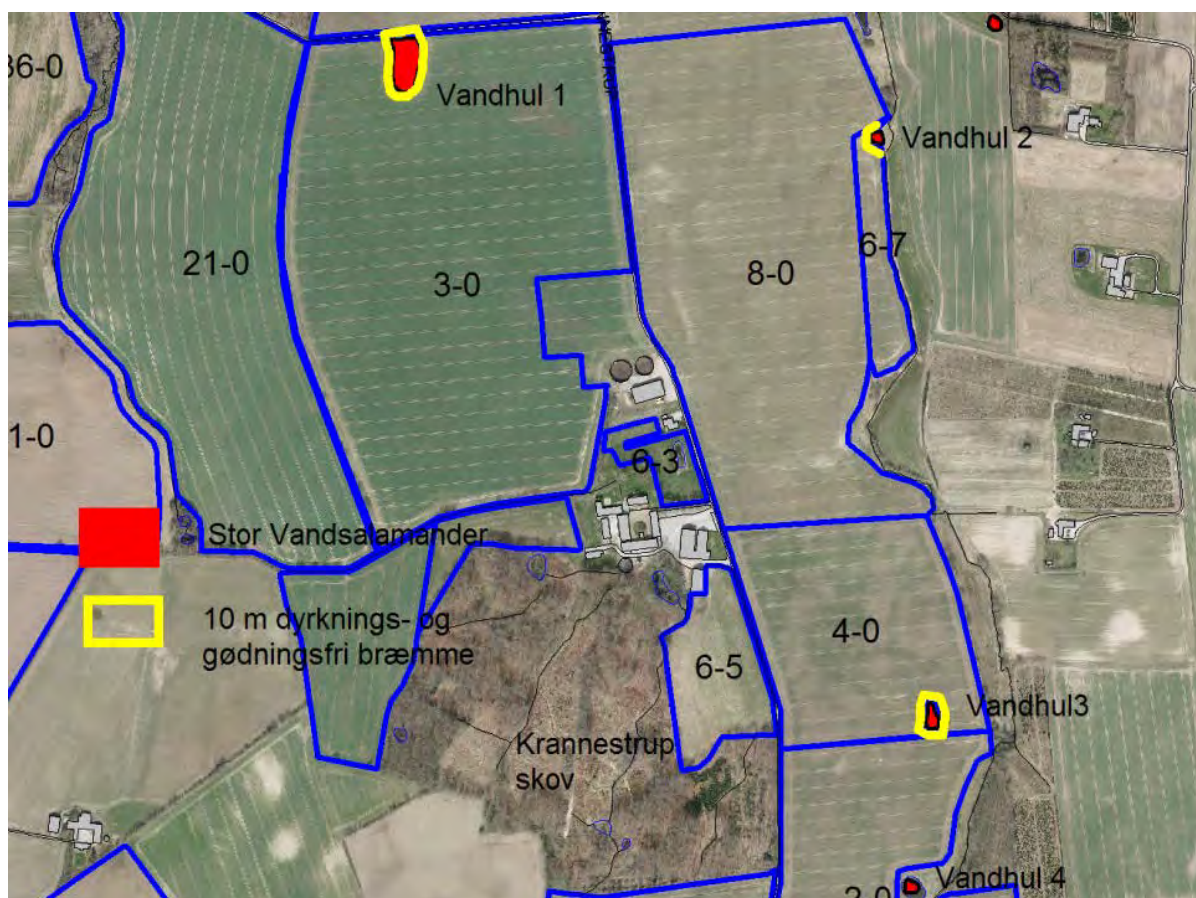 36-0
Vandhul 1
Vandhul 2
21-0
3-0
8-0
6-7
1-0
6-3
Stor Vandsalamander
10 m dyrknings- og
gødningsfri bræmme
4-0
6-5
Vandhul3
Krannestrup
skov
2-0
Vandhul 4